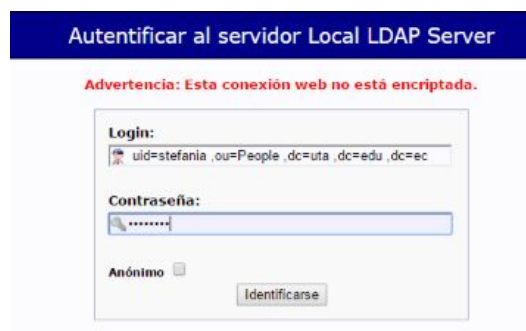 Autentificar al servidor Local LDAP Server
Advertencia: Esta conexión web no está encriptada.
Login:
uid=stefania ,ou=People ,dc=uta ,dc=edu ,dc=ec
Contraseña:
••••••••
Anónimo
Identificarse